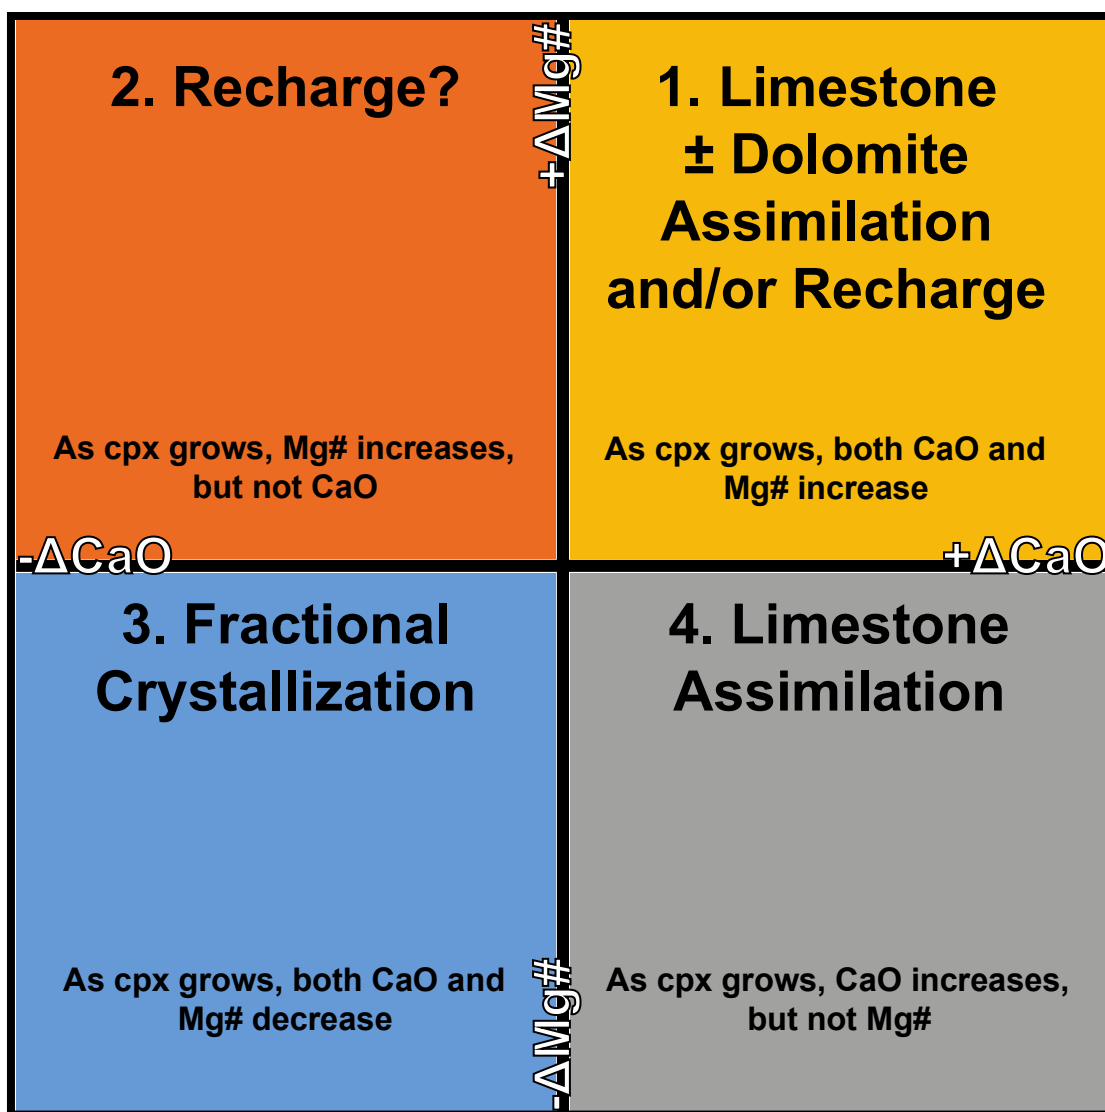 2. Recharge?
As cpx grows, Mg# increases,
but not CaO
+ΔMg#
1. Limestone
± Dolomite
Assimilation
and/or Recharge
As cpx grows, both CaO and
Mg# increase
-ΔCaO
+ΔCaO
3. Fractional
Crystallization
As cpx grows, both CaO and
Mg# decrease
-ΔMg#
4. Limestone
Assimilation
As cpx grows, CaO increases,
but not Mg#